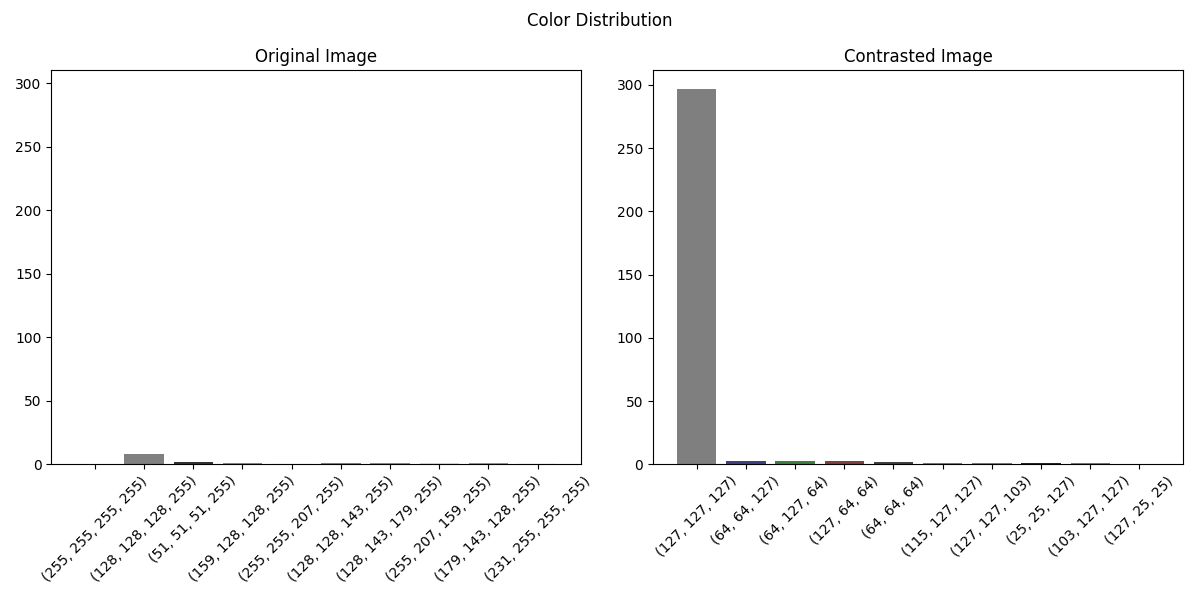 Color Distribution
Original Image
300
250
200
150
100
50
0
(255, 255, 255, 255)
(128, 128, 128, 255)
(51, 51, 51, 255)
(159, 128, 128, 255)
(255, 255, 207, 255)
(128, 128, 143, 255)
(128, 143, 179, 255)
(255, 207, 159, 255)
(179, 143, 128, 255)
(231, 255, 255, 255)
Contrasted Image
300
250
200
150
100
50
0
(127, 127, 127)
(64, 64, 127)
(64, 127, 64)
(127, 64, 64)
(64, 64, 64)
(115, 127, 127)
(127, 127, 103)
(25, 25, 127)
(103, 127, 127)
(127, 25, 25)